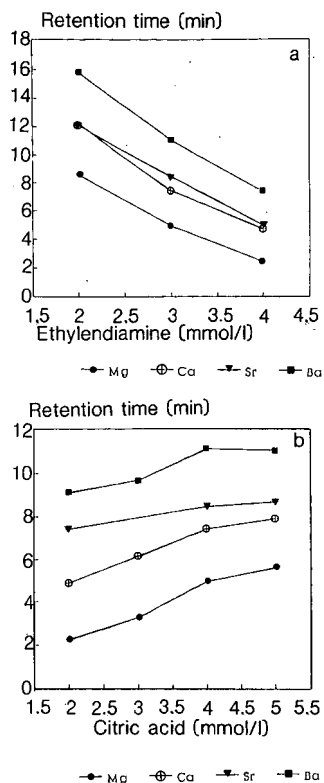 Retention time (min)
18
a
16
14
12
10
8
6
4
2
0
1.5 2 2.5 3 3.5 4 4.5
Ethylendiamine (mmol/l)
Mg Ca Sr Ba
Retention time (min)
12
b
10
8
6
4
2
0
1.5 2 2.5 3 3.5 4 4.5 5 5.5
Citric acid (mmol/l)
Mg Ca Sr Ba